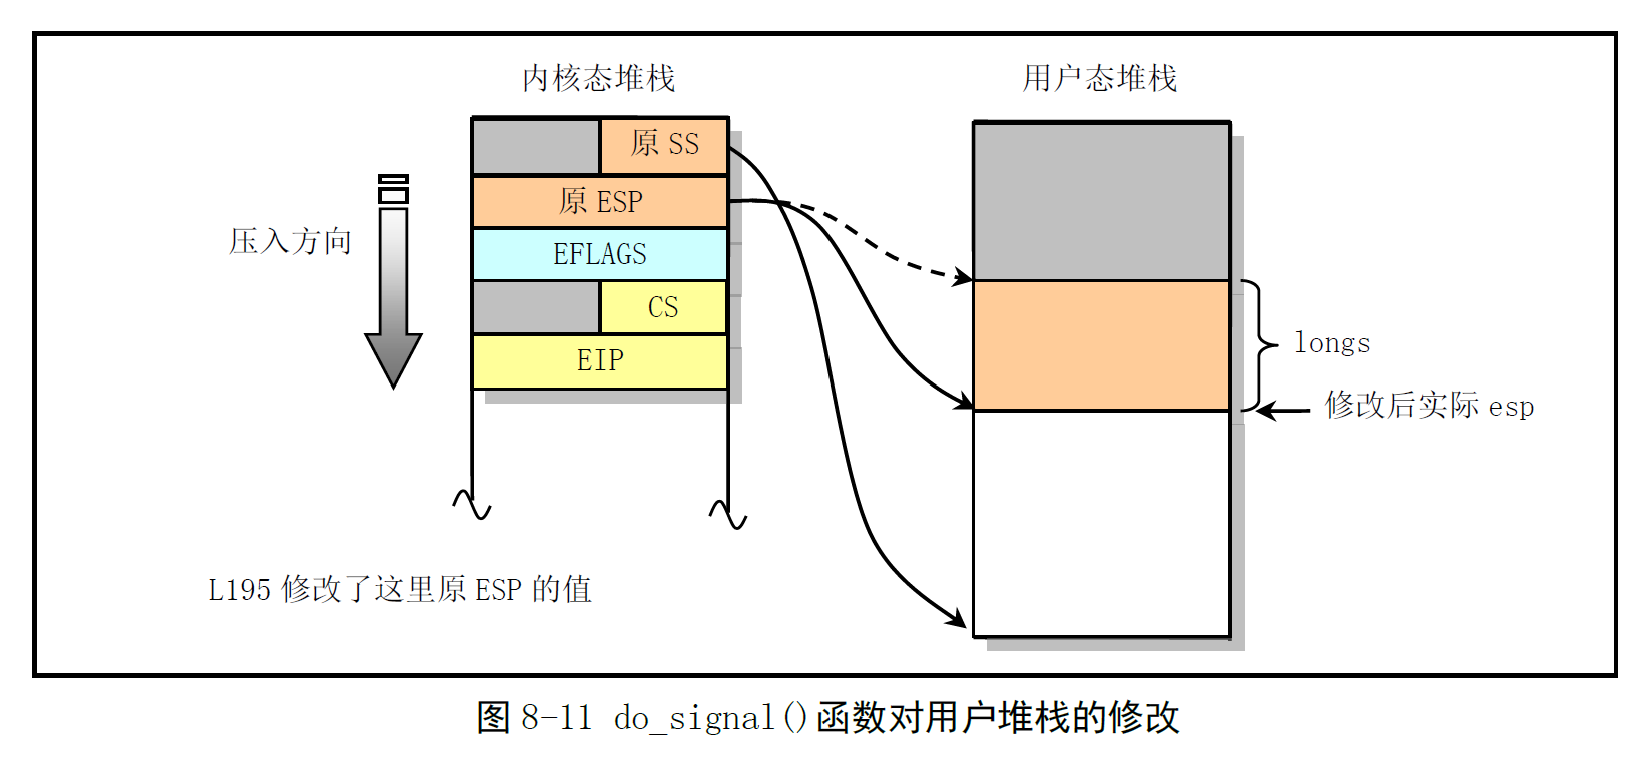 内核态堆栈
用户态堆栈
原 SS
原 ESP
压入方向
EFLAGS
CS
EIP
longs
修改后实际 esp
L195 修改了这里原 ESP 的值
图 8-11 do_signal()函数对用户堆栈的修改